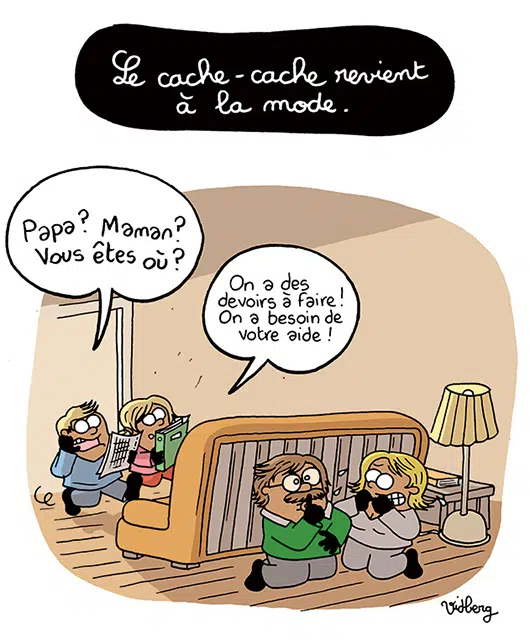 Le cache-cache revient
à la mode.
Papa? Maman?
Vous êtes où?
On a des
devoirs à faire!
On a besoin de
votre aide!
Vidberg